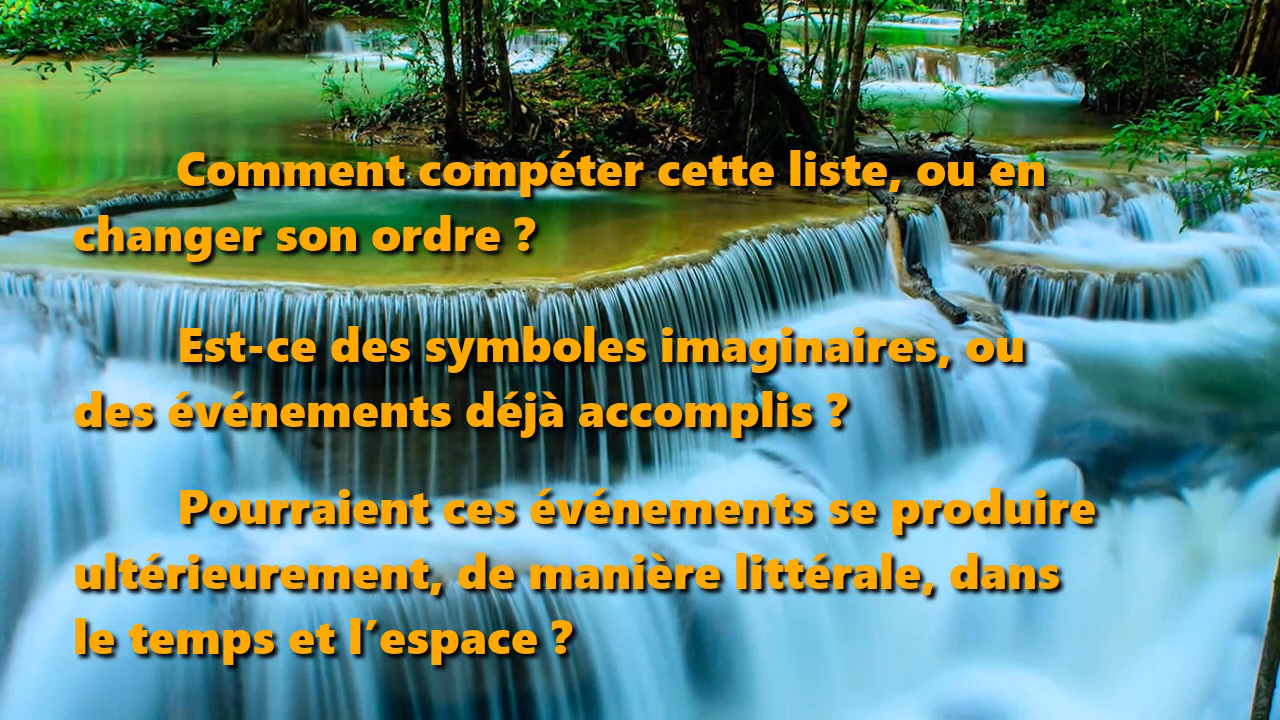 Comment compéter cette liste, ou en
changer son ordre ?
Est-ce des symboles imaginaires, ou
des événements déjà accomplis ?
Pourraient ces événements se produire
ultérieurement, de manière littérale, dans
le temps et l’espace ?